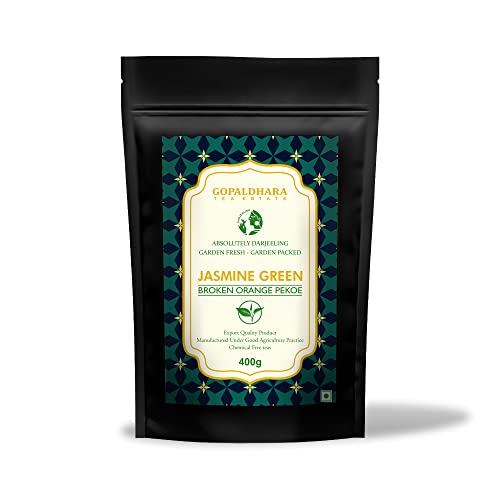 GOPALDHARA
TEA ESTATE
ABSOLUTELY DARJEELING
GARDEN FRESH - GARDEN PACKED
JASMINE GREEN
BROKEN ORANGE PEKOE
Export Quality Product
Manufactured Under Good Agriculture Practice
Chemical Free teas
400g